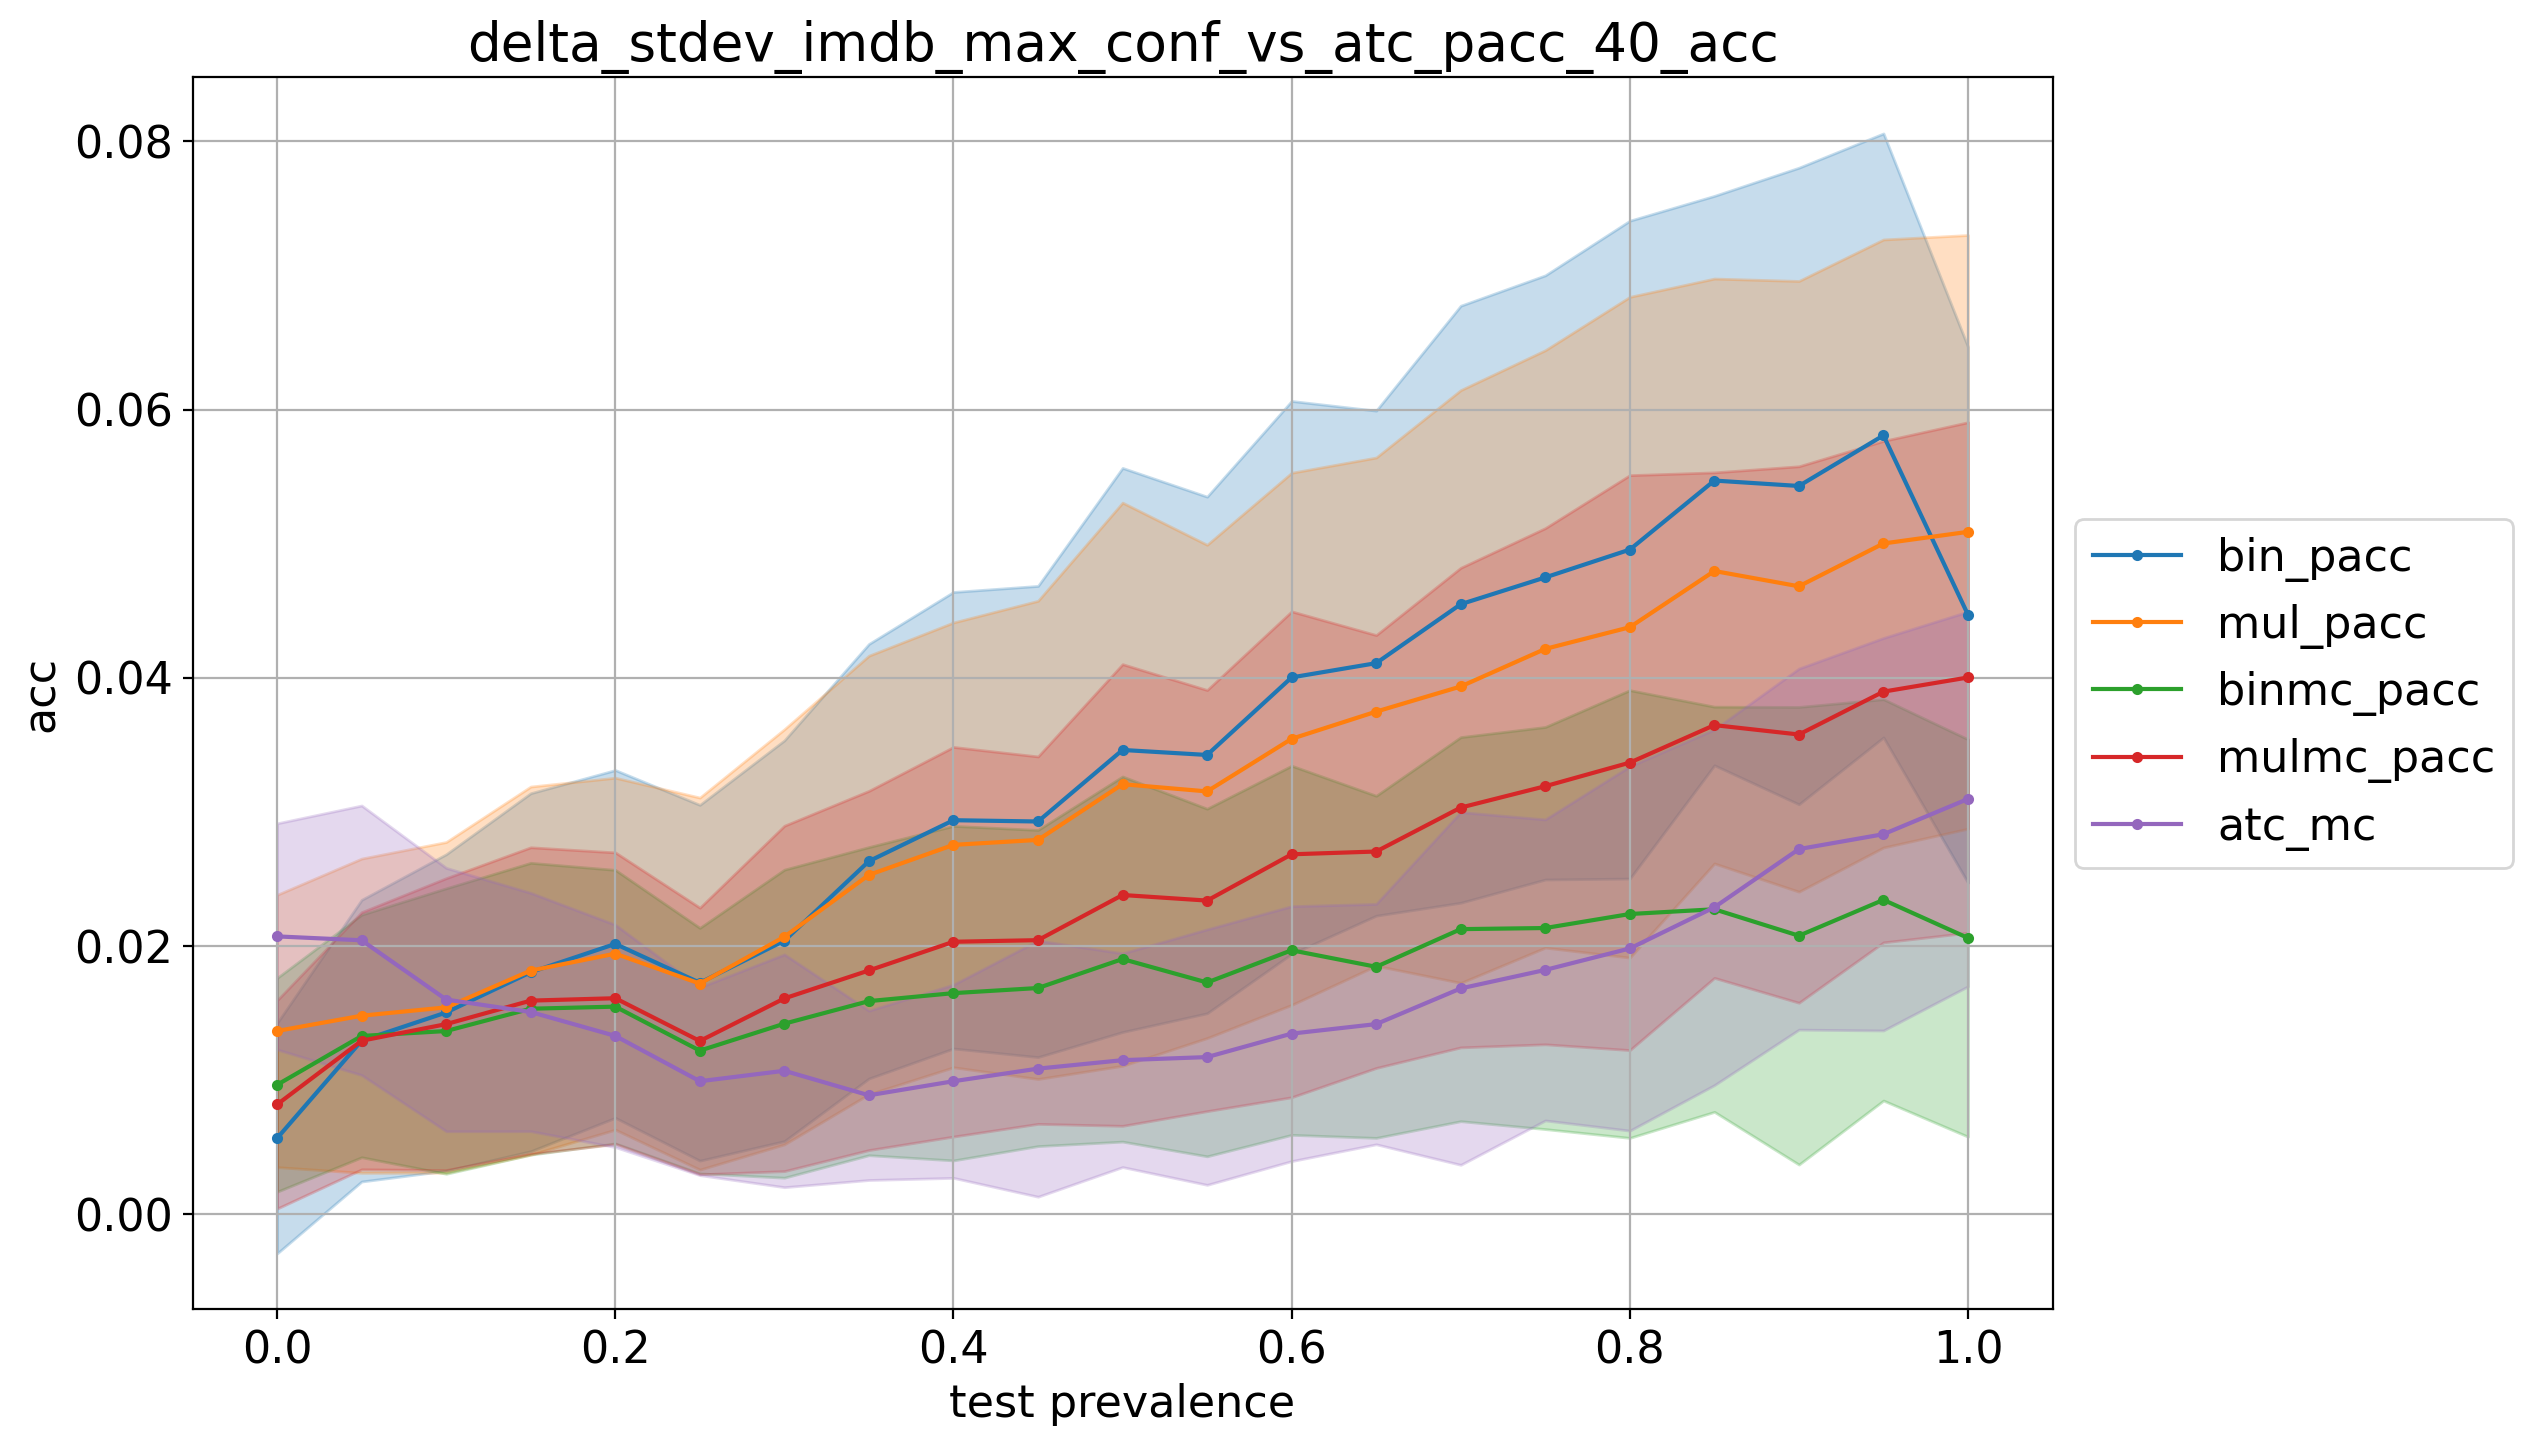 delta_stdev_imdb_max_conf_vs_atc_pacc_40_acc
0.08
0.06
0.04
0.02
0.00
acc
0.0 0.2 0.4 0.6 0.8 1.0
test prevalence
bin_pacc
mul_pacc
binmc_pacc
mulmc_pacc
atc_mc